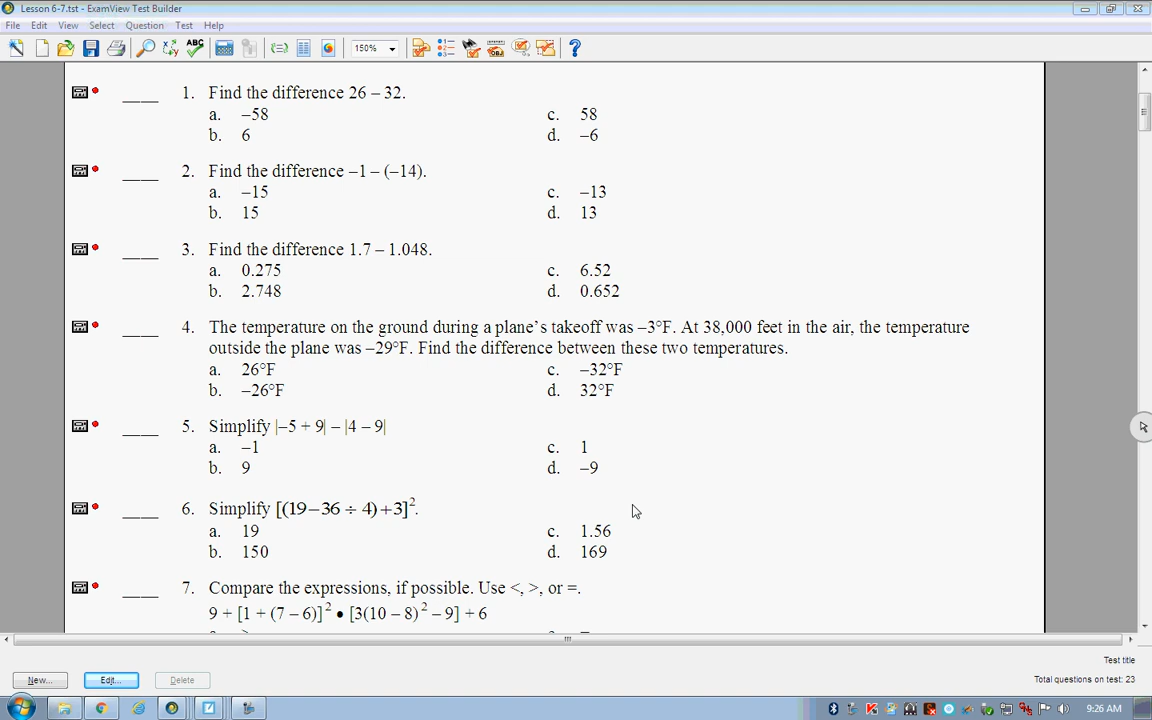 Lesson 6-7.tst - ExamView Test Builder
File Edit View Select Question Test Help
ABC 150% OBJ ?
____ 1. Find the difference 26 – 32.
a. –58 c. 58
b. 6 d. –6
____ 2. Find the difference –1 – (–14).
a. –15 c. –13
b. 15 d. 13
____ 3. Find the difference 1.7 – 1.048.
a. 0.275 c. 6.52
b. 2.748 d. 0.652
____ 4. The temperature on the ground during a plane’s takeoff was –3°F. At 38,000 feet in the air, the temperature
outside the plane was –29°F. Find the difference between these two temperatures.
a. 26°F c. –32°F
b. –26°F d. 32°F
____ 5. Simplify |–5 + 9| – |4 – 9|
a. –1 c. 1
b. 9 d. –9
____ 6. Simplify [(19 – 36 ÷ 4) + 3]².
a. 19 c. 1.56
b. 150 d. 169
____ 7. Compare the expressions, if possible. Use <, >, or =.
9 + [1 + (7 – 6)]² • [3(10 – 8)² – 9] + 6
Test title
New... Edit... Delete Total questions on test: 23
9:26 AM